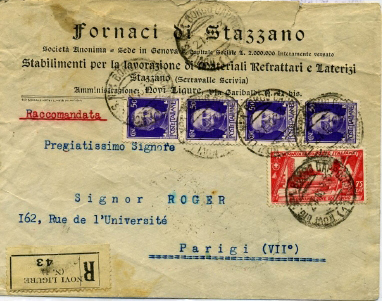 Fornaci di Stazzano
Società Anonima - Sede in Genova - Capitale Sociale L. 2.000.000 interamente versato
Stabilimenti per la lavorazione di Materiali Refrattari e Laterizi
Stazzano (Serravalle Scrivia)
Amministrazione: Novi Ligure, Via Garibaldi
Raccomandata
Pregiatissimo Signore
Signor ROGER
162, Rue de l'Université
Parigi (VII°)
R
NOVI LIGURE
43